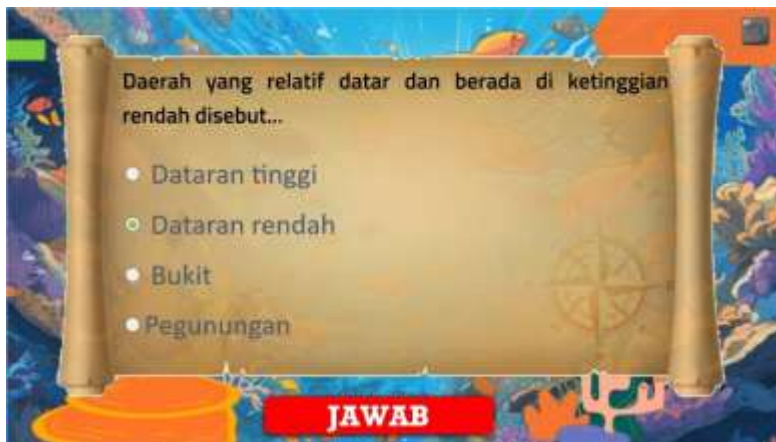 Daerah yang relatif datar dan berada di ketinggian
rendah disebut...
Dataran tinggi
Dataran rendah
Bukit
Pegunungan
JAWAB